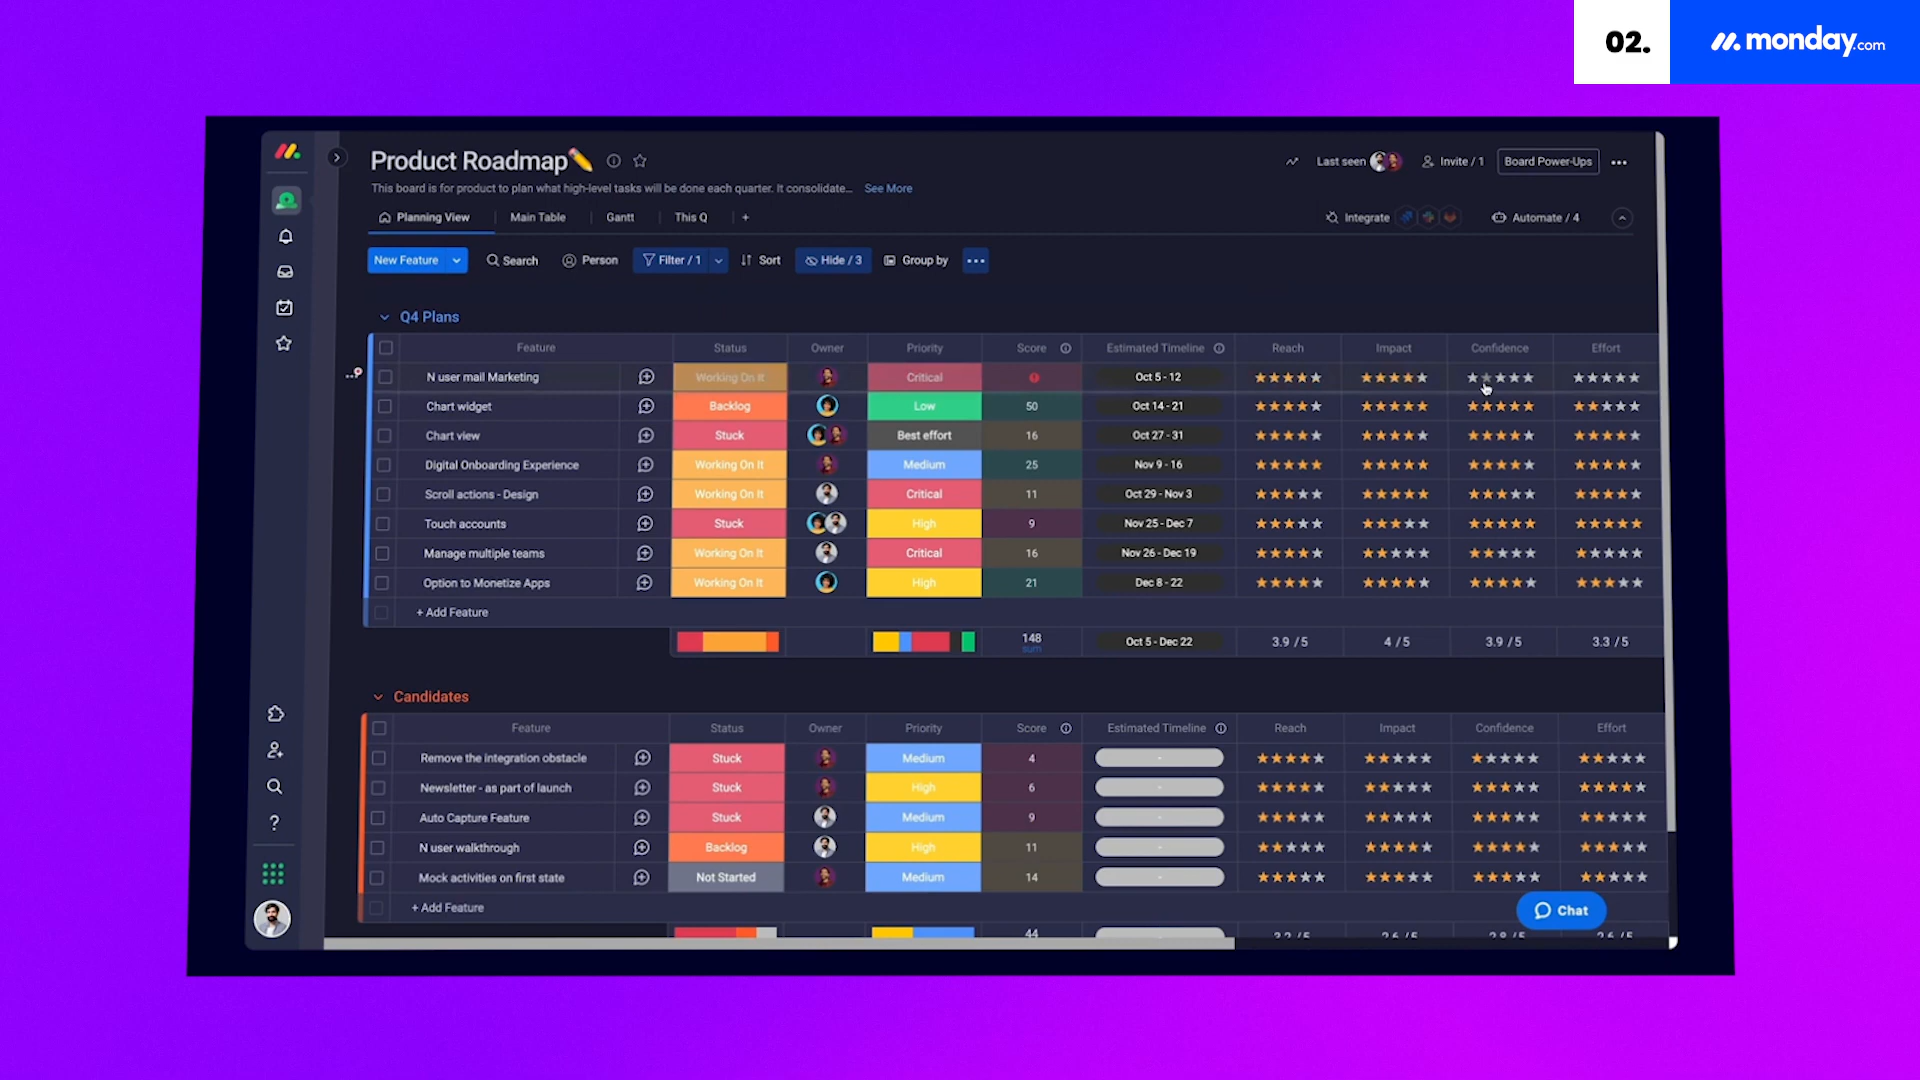 02.
monday.com
Product Roadmap
Last seen
Invite / 1
Board Power-Ups
This board is for product to plan what high-level tasks will be done each quarter. It consolidate... See More
Planning View
Main Table
Gantt
This Q
+
Integrate
Automate / 4
New Feature
Search
Person
Filter / 1
Sort
Hide / 3
Group by
Q4 Plans
Feature Status Owner Priority Score Estimated Timeline Reach Impact Confidence Effort
N user mail Marketing Working On It Critical Oct 5 - 12
Chart widget Backlog Low 50 Oct 14 - 21
Chart view Stuck Best effort 16 Oct 27 - 31
Digital Onboarding Experience Working On It Medium 25 Nov 9 - 16
Scroll actions - Design Working On It Critical 11 Oct 29 - Nov 3
Touch accounts Stuck High 9 Nov 25 - Dec 7
Manage multiple teams Working On It Critical 16 Nov 26 - Dec 19
Option to Monetize Apps Working On It High 21 Dec 8 - 22
+ Add Feature
148 Oct 5 - Dec 22 3.9 / 5 4 / 5 3.9 / 5 3.3 / 5
sum
Candidates
Feature Status Owner Priority Score Estimated Timeline Reach Impact Confidence Effort
Remove the integration obstacle Stuck Medium 4 -
Newsletter - as part of launch Stuck High 6 -
Auto Capture Feature Stuck Medium 9 -
N user walkthrough Backlog High 11 -
Mock activities on first state Not Started Medium 14 -
+ Add Feature
Chat
44